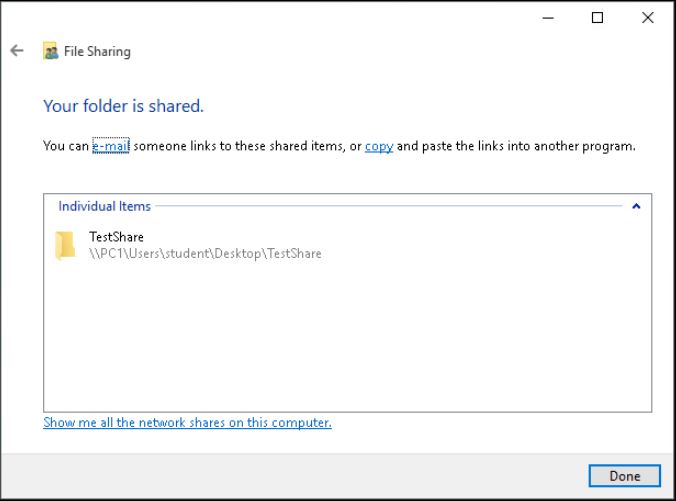 File Sharing
Your folder is shared.
You can e-mail someone links to these shared items, or copy and paste the links into another program.
Individual Items
TestShare
\\PC1\Users\student\Desktop\TestShare
Show me all the network shares on this computer.
Done